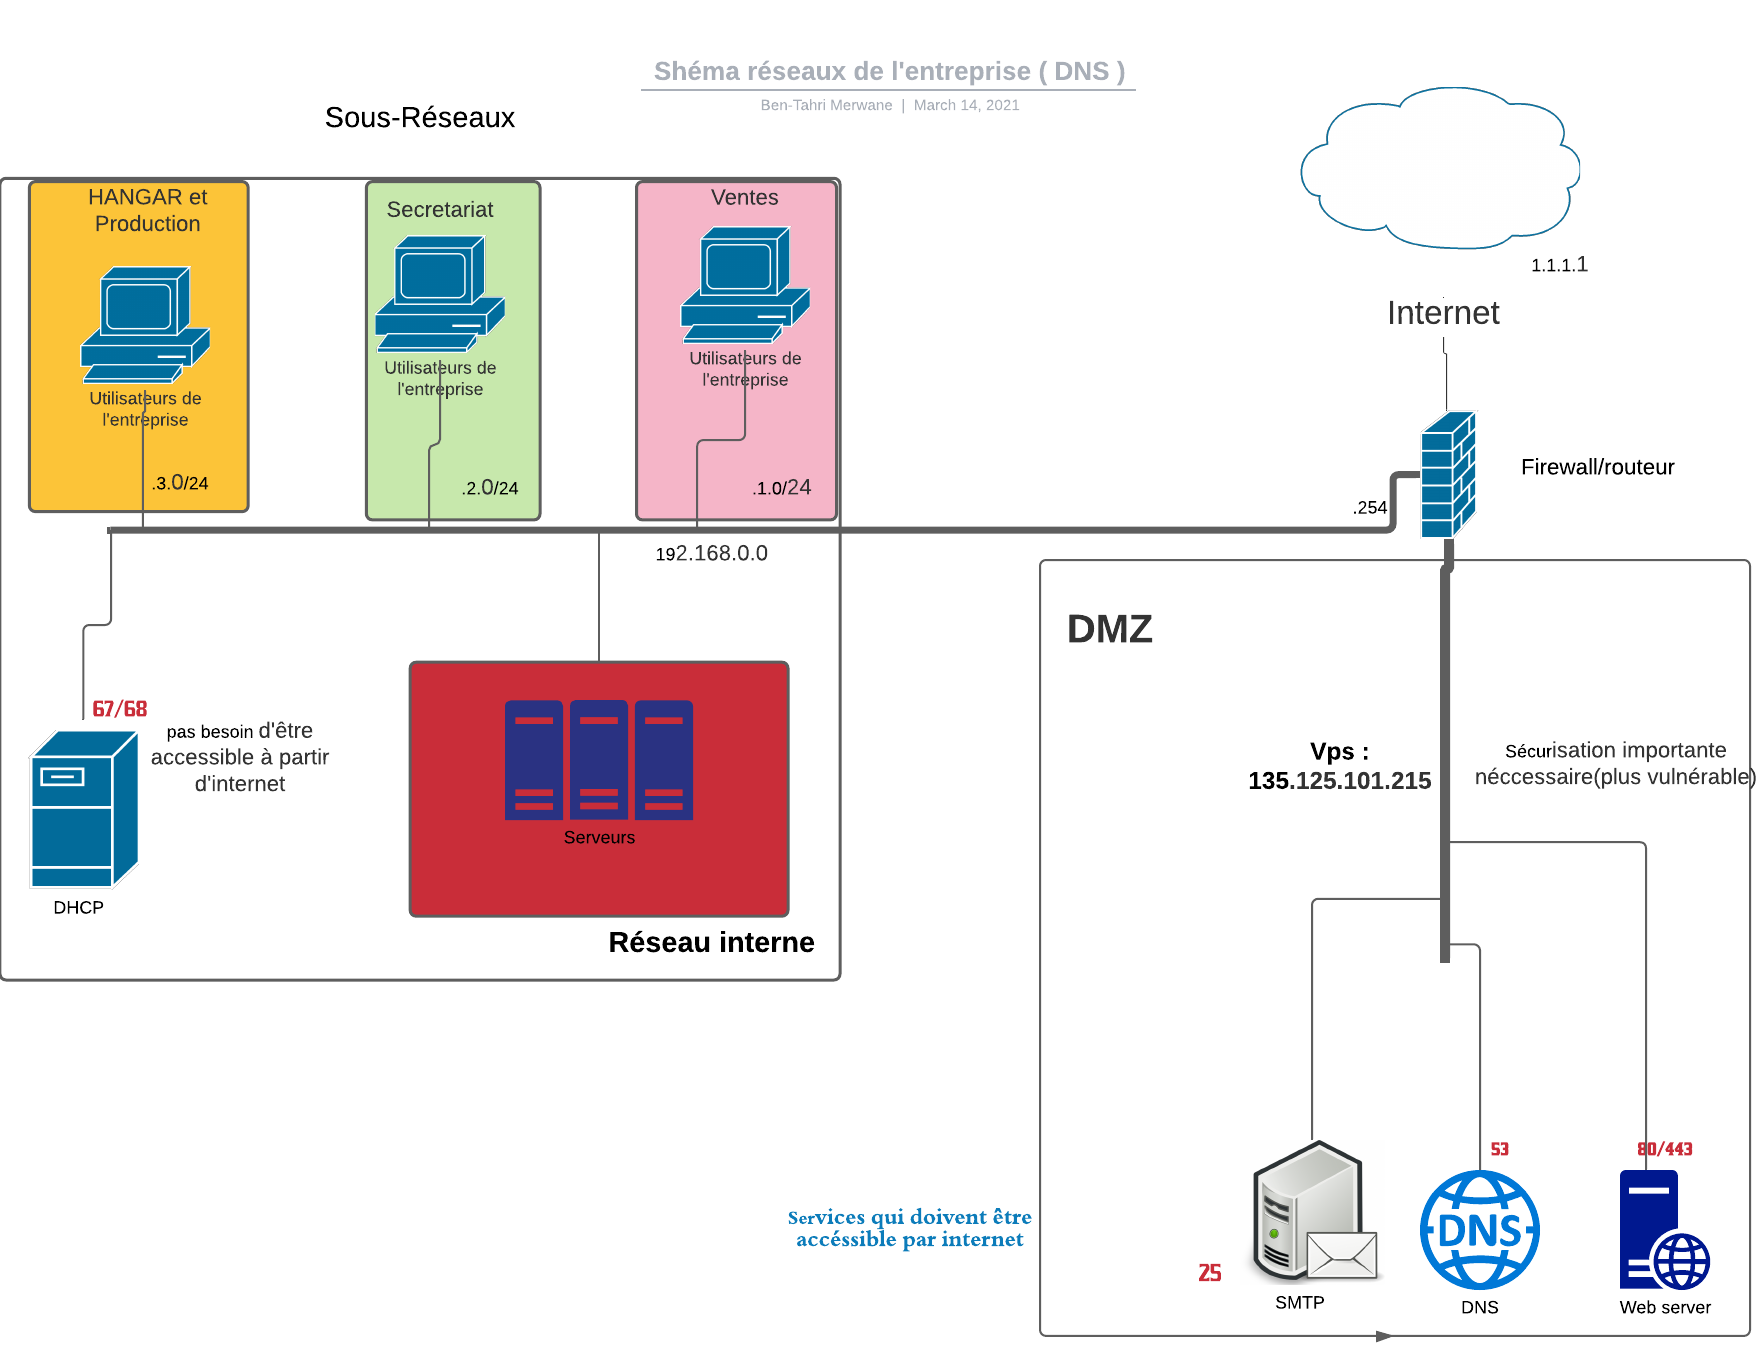 Shéma réseaux de l'entreprise ( DNS )
Ben-Tahri Merwane | March 14, 2021
Sous-Réseaux
HANGAR et
Production
Utilisateurs de
l'entreprise
.3.0/24
Secretariat
Utilisateurs de
l'entreprise
.2.0/24
Ventes
Utilisateurs de
l'entreprise
.1.0/24
1.1.1.1
Internet
Firewall/routeur
.254
192.168.0.0
67/68
pas besoin d'être
accessible à partir
d'internet
DHCP
Serveurs
Réseau interne
DMZ
Vps :
135.125.101.215
Sécurisation importante
néccessaire(plus vulnérable)
Services qui doivent être
accéssible par internet
25
SMTP
53
DNS
DNS
80/443
Web server